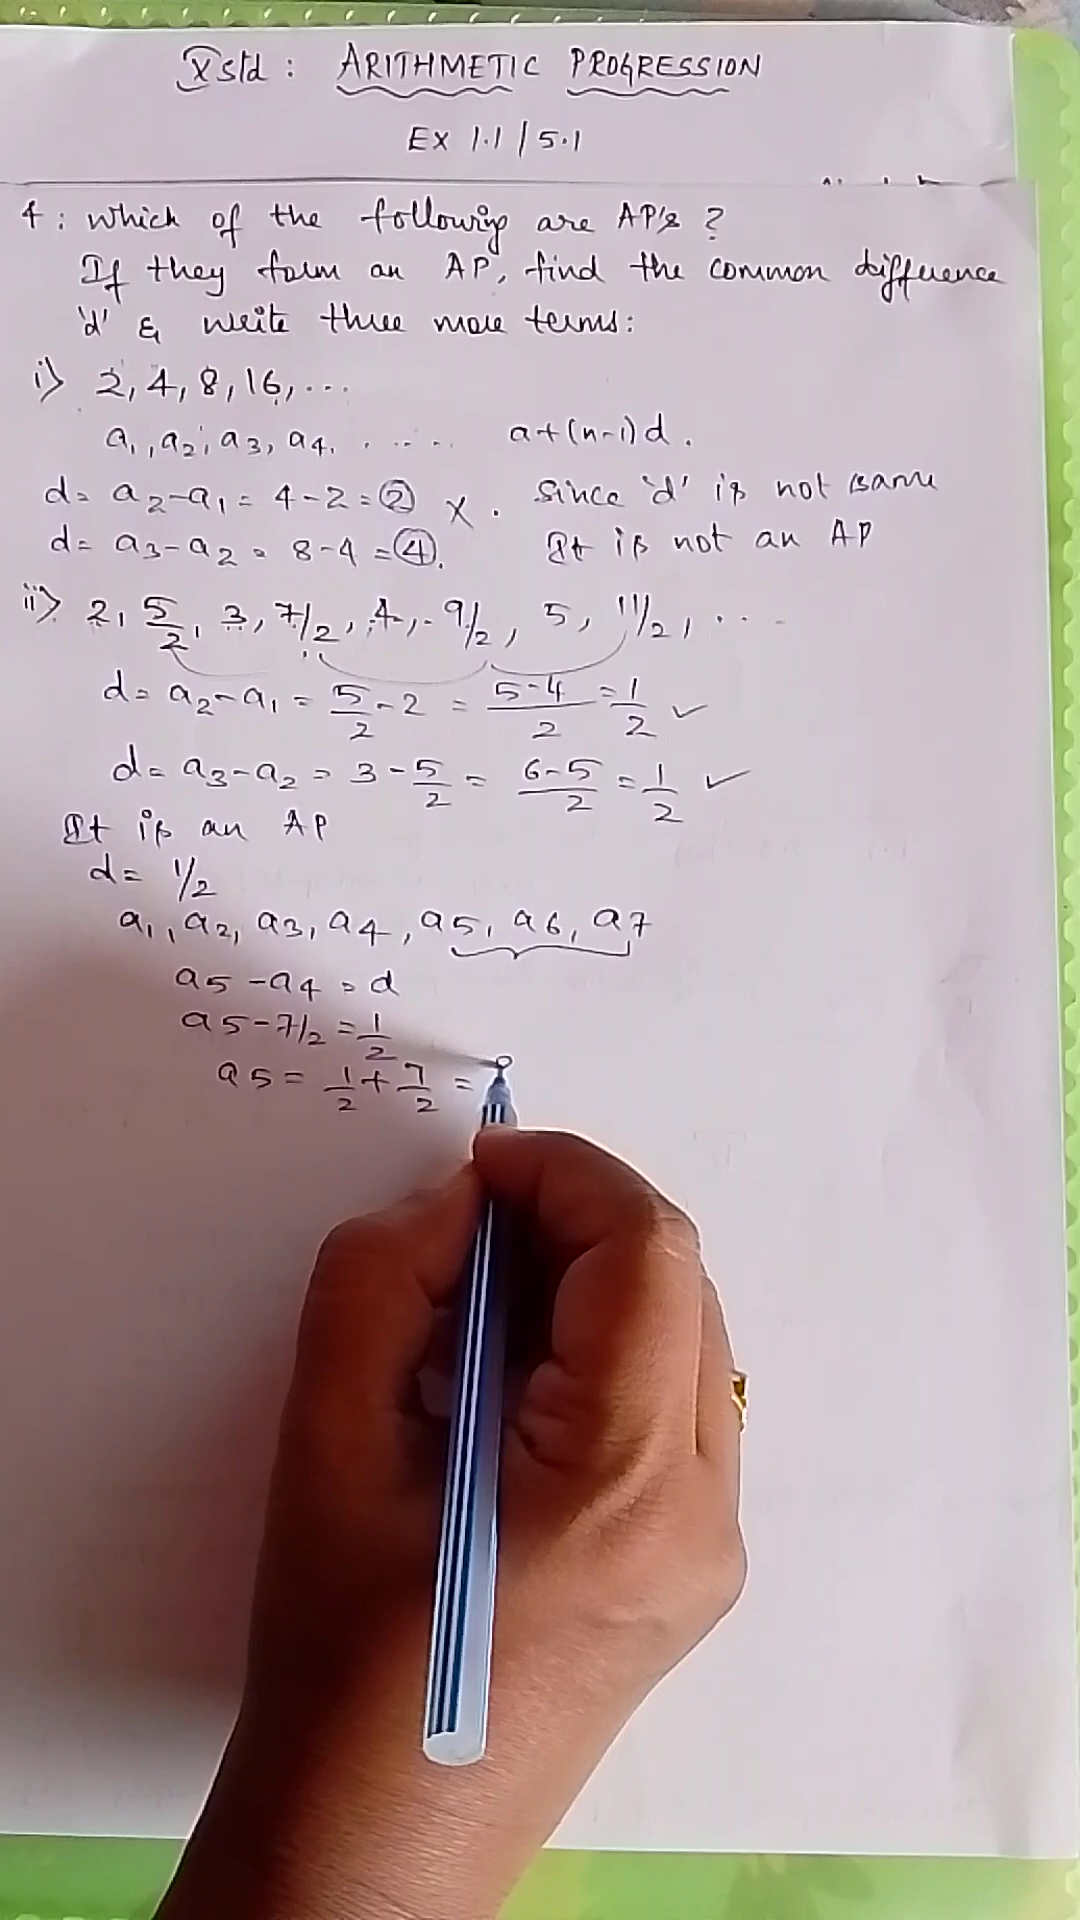 X std : ARITHMETIC PROGRESSION
Ex 1.1 / 5.1
4: Which of the following are AP's ?
If they form an AP, find the common difference
'd' & write three more terms:
i) 2, 4, 8, 16, ...
a1, a2, a3, a4, ..... a+(n-1)d.
d = a2-a1 = 4-2 = 2 x . Since 'd' is not same
d = a3-a2 = 8-4 = 4. It is not an AP
ii) 2, 5/2, 3, 7/2, 4, 9/2, 5, 11/2, ....
d = a2-a1 = 5/2 - 2 = 5-4/2 = 1/2 ✓
d = a3-a2 = 3 - 5/2 = 6-5/2 = 1/2 ✓
It is an AP
d = 1/2
a1, a2, a3, a4, a5, a6, a7
a5 - a4 = d
a5 - 7/2 = 1/2
a5 = 1/2 + 7/2 =